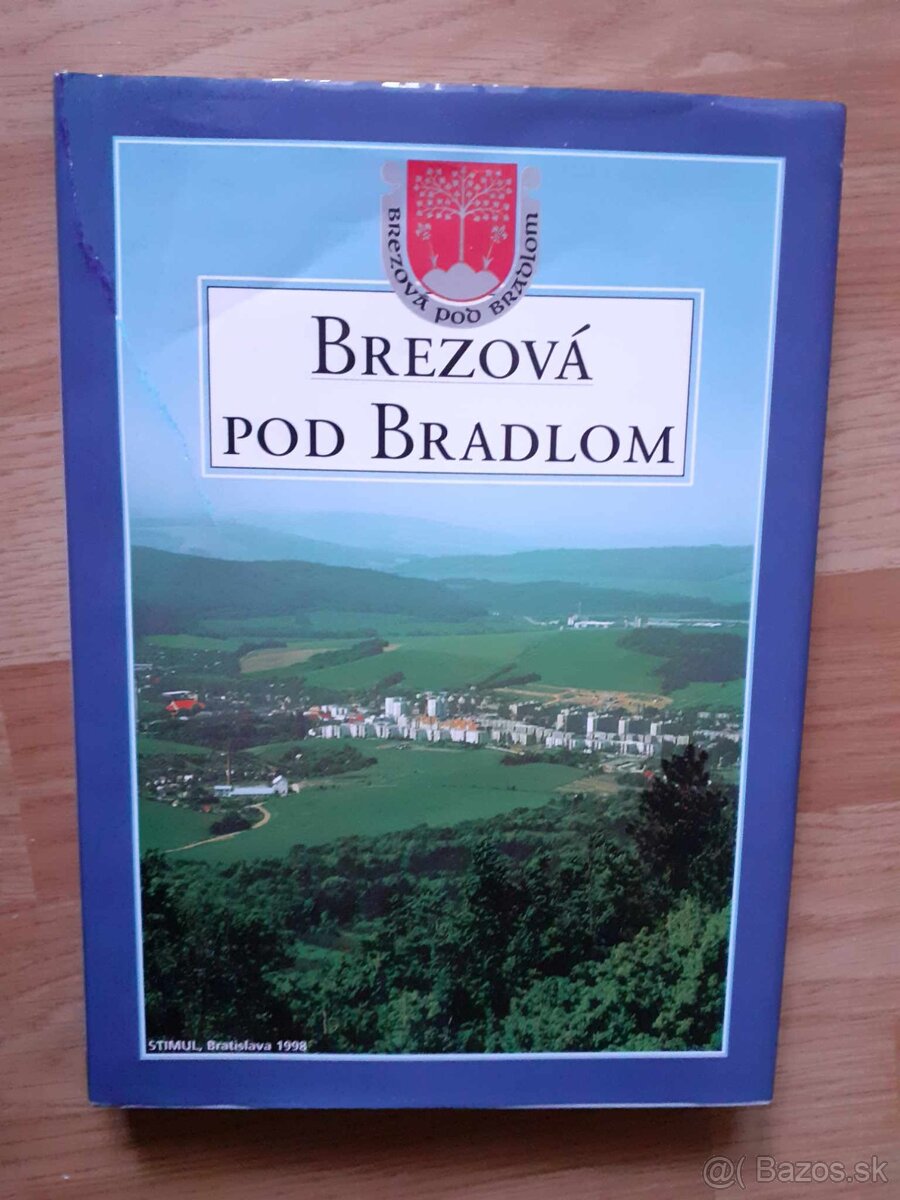 BREZOVÁ POD BRADLOM
BREZOVÁ
POD BRADLOM
STIMUL, Bratislava 1998
@( Bazos.sk